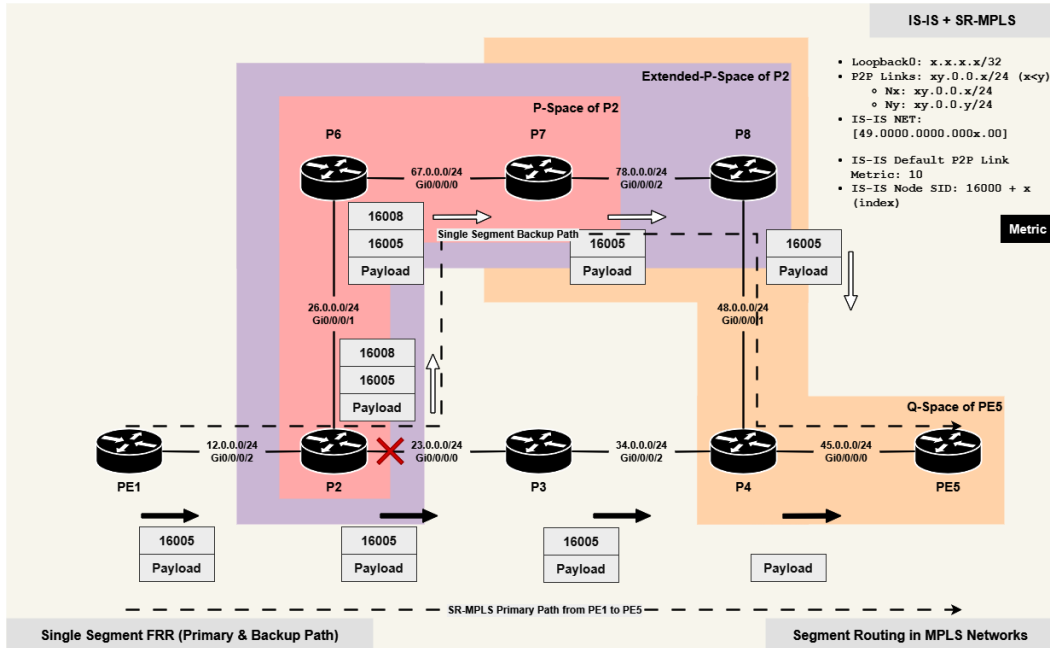 IS-IS + SR-MPLS
Loopback0: x.x.x.x/32
P2P Links: xy.0.0.x/24 (x<y)
Nx: xy.0.0.x/24
Ny: xy.0.0.y/24
IS-IS NET:
[49.0000.0000.000x.00]
IS-IS Default P2P Link
Metric: 10
IS-IS Node SID: 16000 + x
(index)
Metric
Extended-P-Space of P2
P-Space of P2
P6
P7
P8
67.0.0.0/24
Gi0/0/0/0
78.0.0.0/24
Gi0/0/0/2
16008
16005
Payload
Single Segment Backup Path
16005
Payload
16005
Payload
26.0.0.0/24
Gi0/0/0/1
48.0.0.0/24
Gi0/0/0/1
16008
16005
Payload
Q-Space of PE5
12.0.0.0/24
Gi0/0/0/2
23.0.0.0/24
Gi0/0/0/0
34.0.0.0/24
Gi0/0/0/2
45.0.0.0/24
Gi0/0/0/0
PE1
P2
P3
P4
PE5
16005
Payload
16005
Payload
16005
Payload
Payload
SR-MPLS Primary Path from PE1 to PE5
Single Segment FRR (Primary & Backup Path)
Segment Routing in MPLS Networks